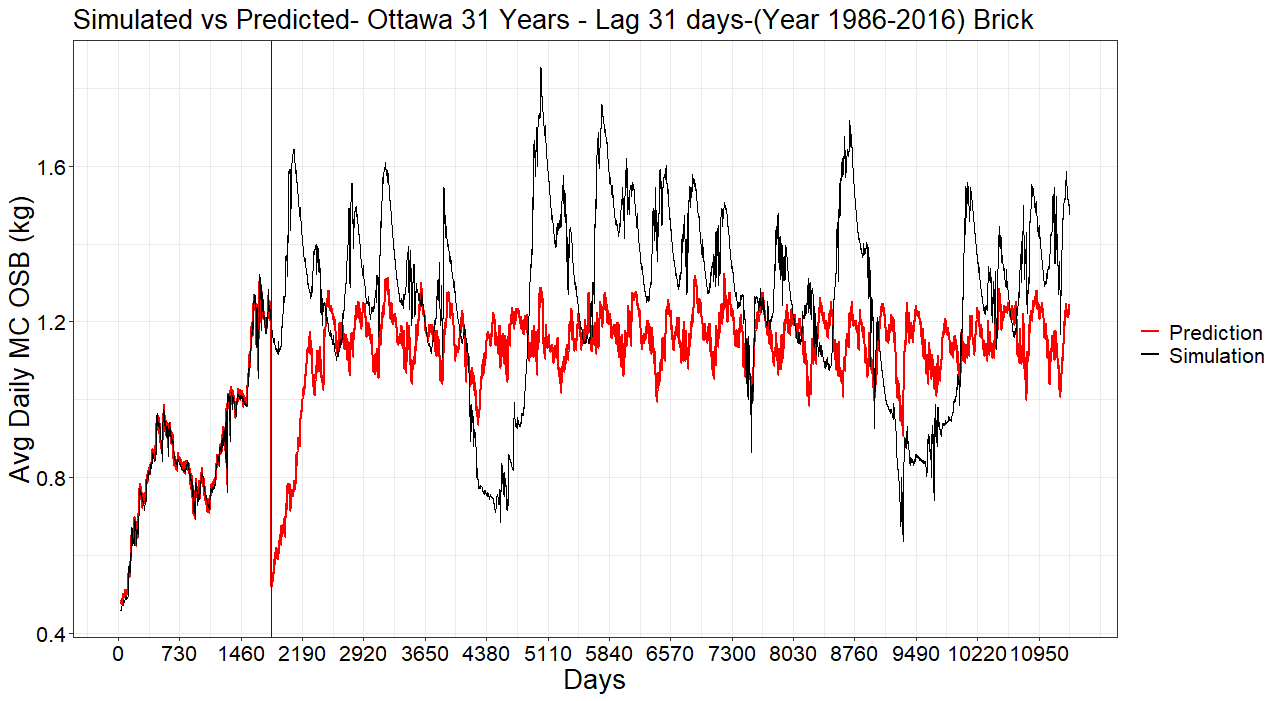 Simulated vs Predicted- Ottawa 31 Years - Lag 31 days-(Year 1986-2016) Brick
Avg Daily MC OSB (kg)
1.6
1.2
0.8
0.4
0 730 1460 2190 2920 3650 4380 5110 5840 6570 7300 8030 8760 9490 10220 10950
Days
Prediction
Simulation